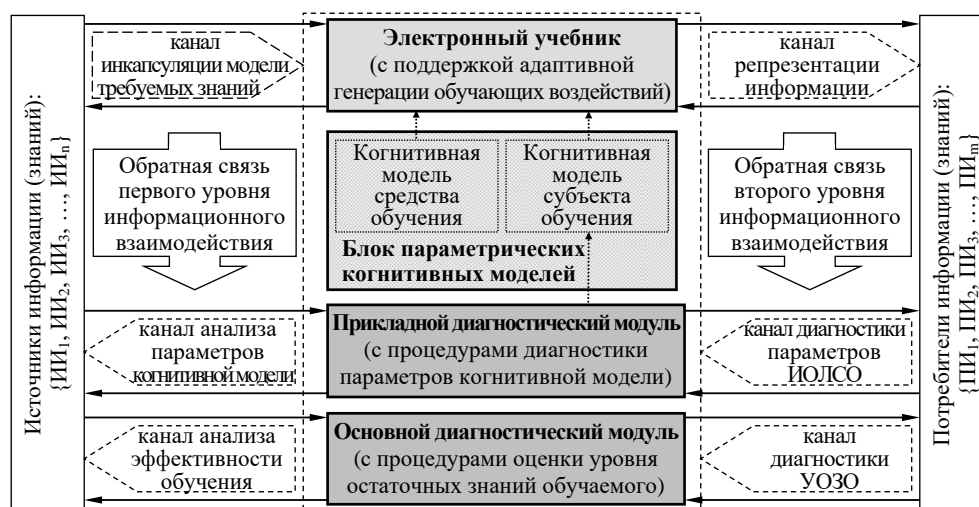 Источники информации (знаний):
{ИИ₁, ИИ₂, ИИ₃, …, ИИₙ}
канал
инкапсуляции модели
требуемых знаний
Электронный учебник
(с поддержкой адаптивной
генерации обучающих воздействий)
канал
репрезентации
информации
Обратная связь
первого уровня
информационного
взаимодействия
Когнитивная
модель
средства
обучения
Когнитивная
модель
субъекта
обучения
Блок параметрических
когнитивных моделей
Обратная связь
второго уровня
информационного
взаимодействия
канал анализа
параметров
когнитивной модели
Прикладной диагностический модуль
(с процедурами диагностики
параметров когнитивной модели)
канал диагностики
параметров
ИОЛСО
канал анализа
эффективности
обучения
Основной диагностический модуль
(с процедурами оценки уровня
остаточных знаний обучаемого)
канал
диагностики
УОЗО
Потребители информации (знаний):
{ПИ₁, ПИ₂, ПИ₃, …, ПИₘ}